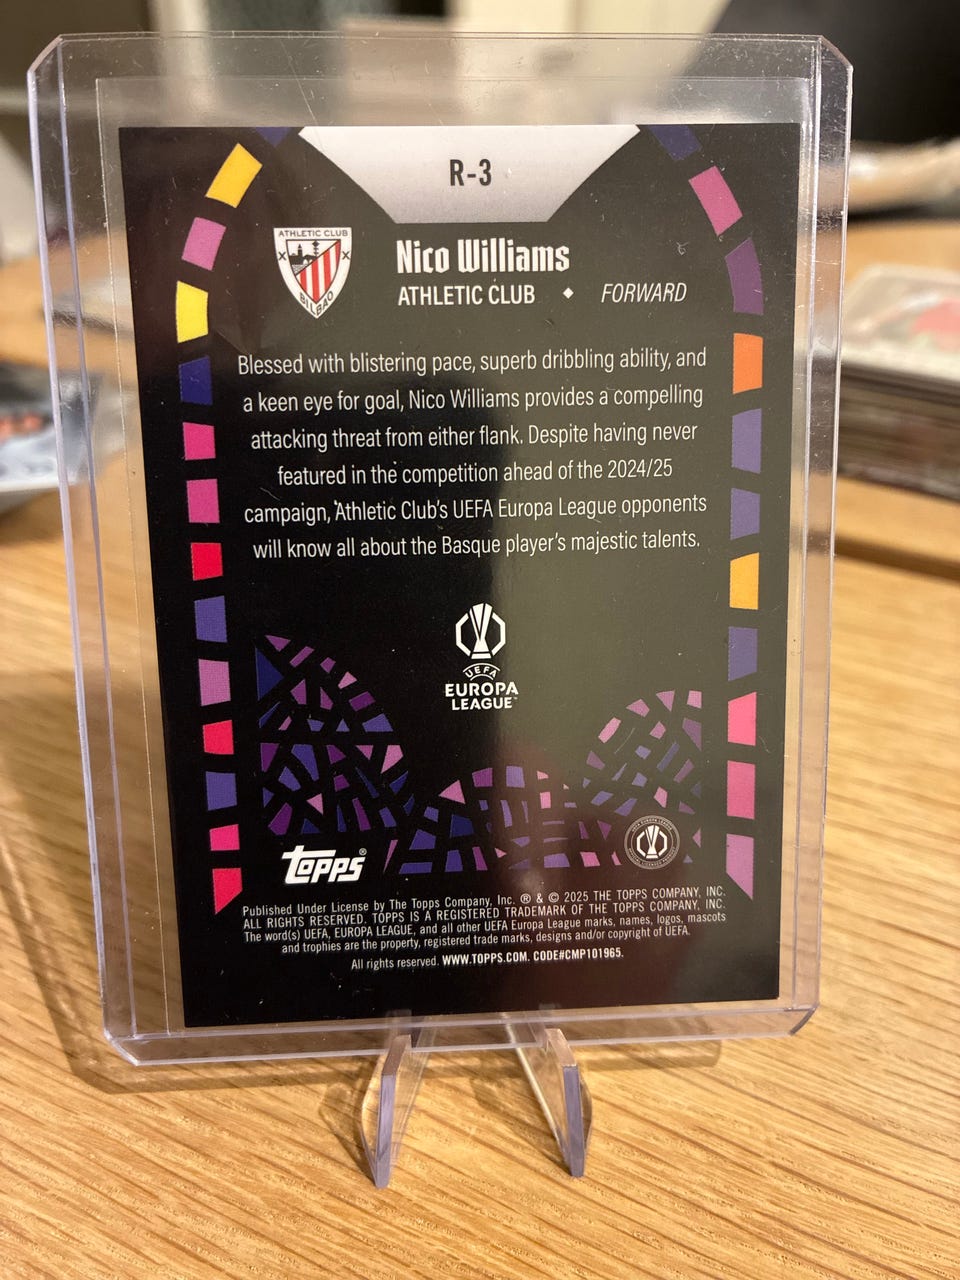 R-3
ATHLETIC CLUB
BILBAO
Nico Williams
ATHLETIC CLUB ◆ FORWARD
Blessed with blistering pace, superb dribbling ability, and
a keen eye for goal, Nico Williams provides a compelling
attacking threat from either flank. Despite having never
featured in the competition ahead of the 2024/25
campaign, Athletic Club's UEFA Europa League opponents
will know all about the Basque player's majestic talents.
UEFA
EUROPA
LEAGUE™
topps®
Published Under License by The Topps Company, Inc. ® & © 2025 THE TOPPS COMPANY, INC.
ALL RIGHTS RESERVED. TOPPS IS A REGISTERED TRADEMARK OF THE TOPPS COMPANY, INC.
The word(s) UEFA, EUROPA LEAGUE, and all other UEFA Europa League marks, names, logos, mascots
and trophies are the property, registered trade marks, designs and/or copyright of UEFA.
All rights reserved. WWW.TOPPS.COM. CODE#CMP101965.